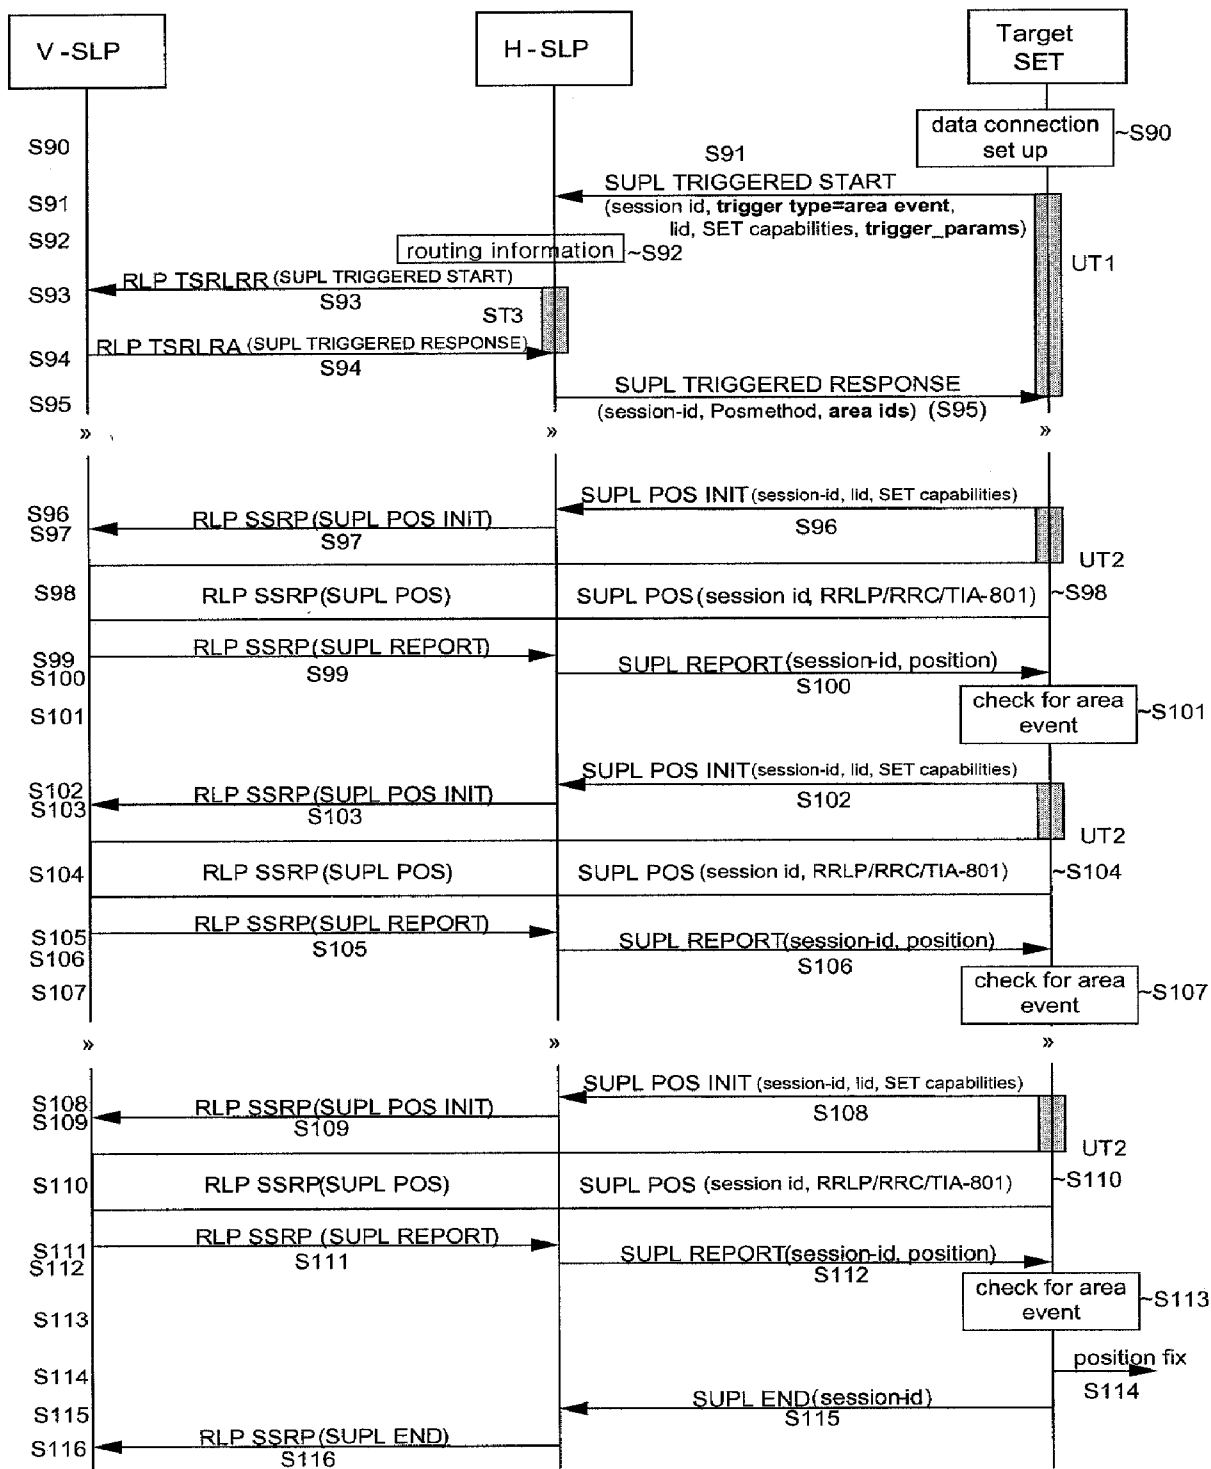 V-SLP
H-SLP
Target
SET
data connection
set up
~S90
S90
S91
SUPL TRIGGERED START
S91
(session id, trigger type=area event,
lid, SET capabilities, trigger_params)
S92
routing information
~S92
UT1
RLP TSRLRR (SUPL TRIGGERED START)
S93
S93
ST3
RLP TSRLRA (SUPL TRIGGERED RESPONSE)
S94
S94
SUPL TRIGGERED RESPONSE
S95
(session-id, Posmethod, area ids) (S95)
» » »
SUPL POS INIT(session-id, lid, SET capabilities)
S96
RLP SSRP(SUPL POS INIT)
S96
S97
S97
UT2
S98
RLP SSRP(SUPL POS)
SUPL POS(session id, RRLP/RRC/TIA-801)
~S98
RLP SSRP(SUPL REPORT)
S99
SUPL REPORT(session-id, position)
S99
S100
S100
check for area
event
~S101
S101
SUPL POS INIT(session-id, lid, SET capabilities)
S102
RLP SSRP(SUPL POS INIT)
S102
S103
S103
UT2
S104
RLP SSRP(SUPL POS)
SUPL POS (session id, RRLP/RRC/TIA-801)
~S104
RLP SSRP(SUPL REPORT)
S105
SUPL REPORT(session-id, position)
S105
S106
S106
check for area
event
~S107
S107
» » »
SUPL POS INIT (session-id, lid, SET capabilities)
S108
RLP SSRP(SUPL POS INIT)
S108
S109
S109
UT2
S110
RLP SSRP(SUPL POS)
SUPL POS (session id, RRLP/RRC/TIA-801)
~S110
RLP SSRP (SUPL REPORT)
S111
SUPL REPORT(session-id, position)
S111
S112
S112
check for area
event
~S113
S113
position fix
S114
S114
SUPL END(session-id)
S115
S115
RLP SSRP(SUPL END)
S116
S116